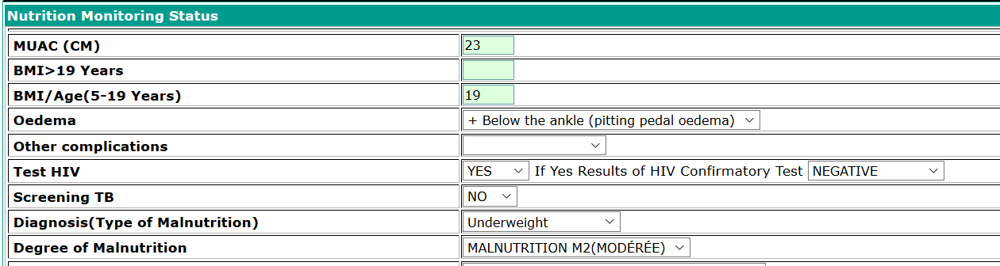 Nutrition Monitoring Status
MUAC (CM) 23
BMI>19 Years
BMI/Age(5-19 Years) 19
Oedema + Below the ankle (pitting pedal oedema)
Other complications
Test HIV YES If Yes Results of HIV Confirmatory Test NEGATIVE
Screening TB NO
Diagnosis(Type of Malnutrition) Underweight
Degree of Malnutrition MALNUTRITION M2(MODÉRÉE)